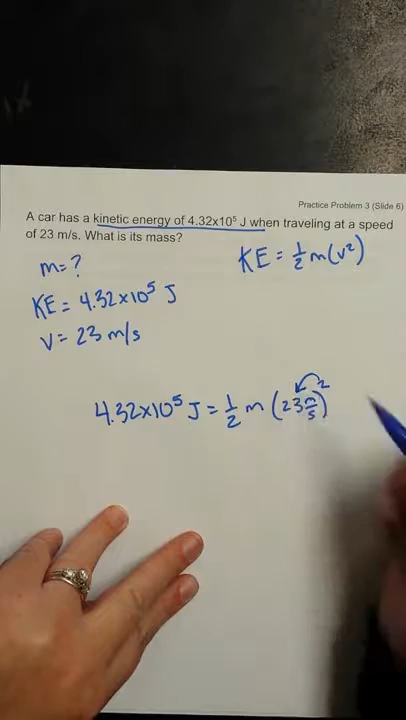 Practice Problem 3 (Slide 6)
A car has a kinetic energy of 4.32x10⁵ J when traveling at a speed
of 23 m/s. What is its mass?
m=?
KE = ½ m(v²)
KE = 4.32x10⁵ J
v = 23 m/s
4.32x10⁵ J = ½ m (23 m/s)²